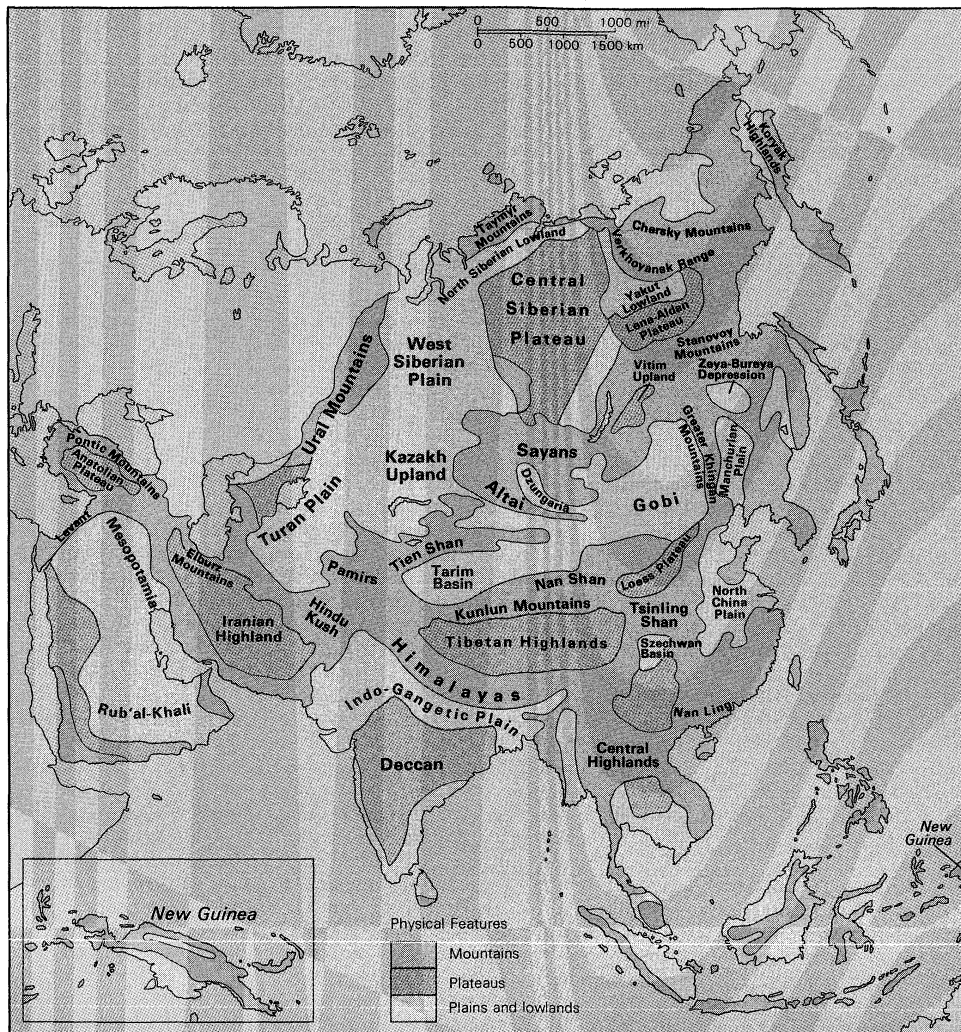 0 500 1000 mi
0 500 1000 1500 km
Koryak
Highlands
Taymyr
Mountains
North Siberian Lowland
Chersky Mountains
Verkhoyansk Range
Central
Siberian
Plateau
Yakut
Lowland
Lena-Aldan
Plateau
Stanovoy
Mountains
West
Siberian
Plain
Vitim
Upland
Zeya-Bureya
Depression
Ural Mountains
Pontic Mountains
Anatolian
Plateau
Kazakh
Upland
Sayans
Greater Khingan
Mountains
Manchurian
Plain
Altai
Dzungaria
Gobi
Turan Plain
Levant
Mesopotamia
Elburz
Mountains
Pamirs
Tien Shan
Tarim
Basin
Nan Shan
Loess Plateau
North
China
Plain
Hindu
Kush
Kunlun Mountains
Tsinling
Shan
Iranian
Highland
Tibetan Highlands
Szechwan
Basin
Himalayas
Indo-Gangetic Plain
Rub'al-Khali
Nan Ling
Deccan
Central
Highlands
New
Guinea
New Guinea
Physical Features
Mountains
Plateaus
Plains and lowlands